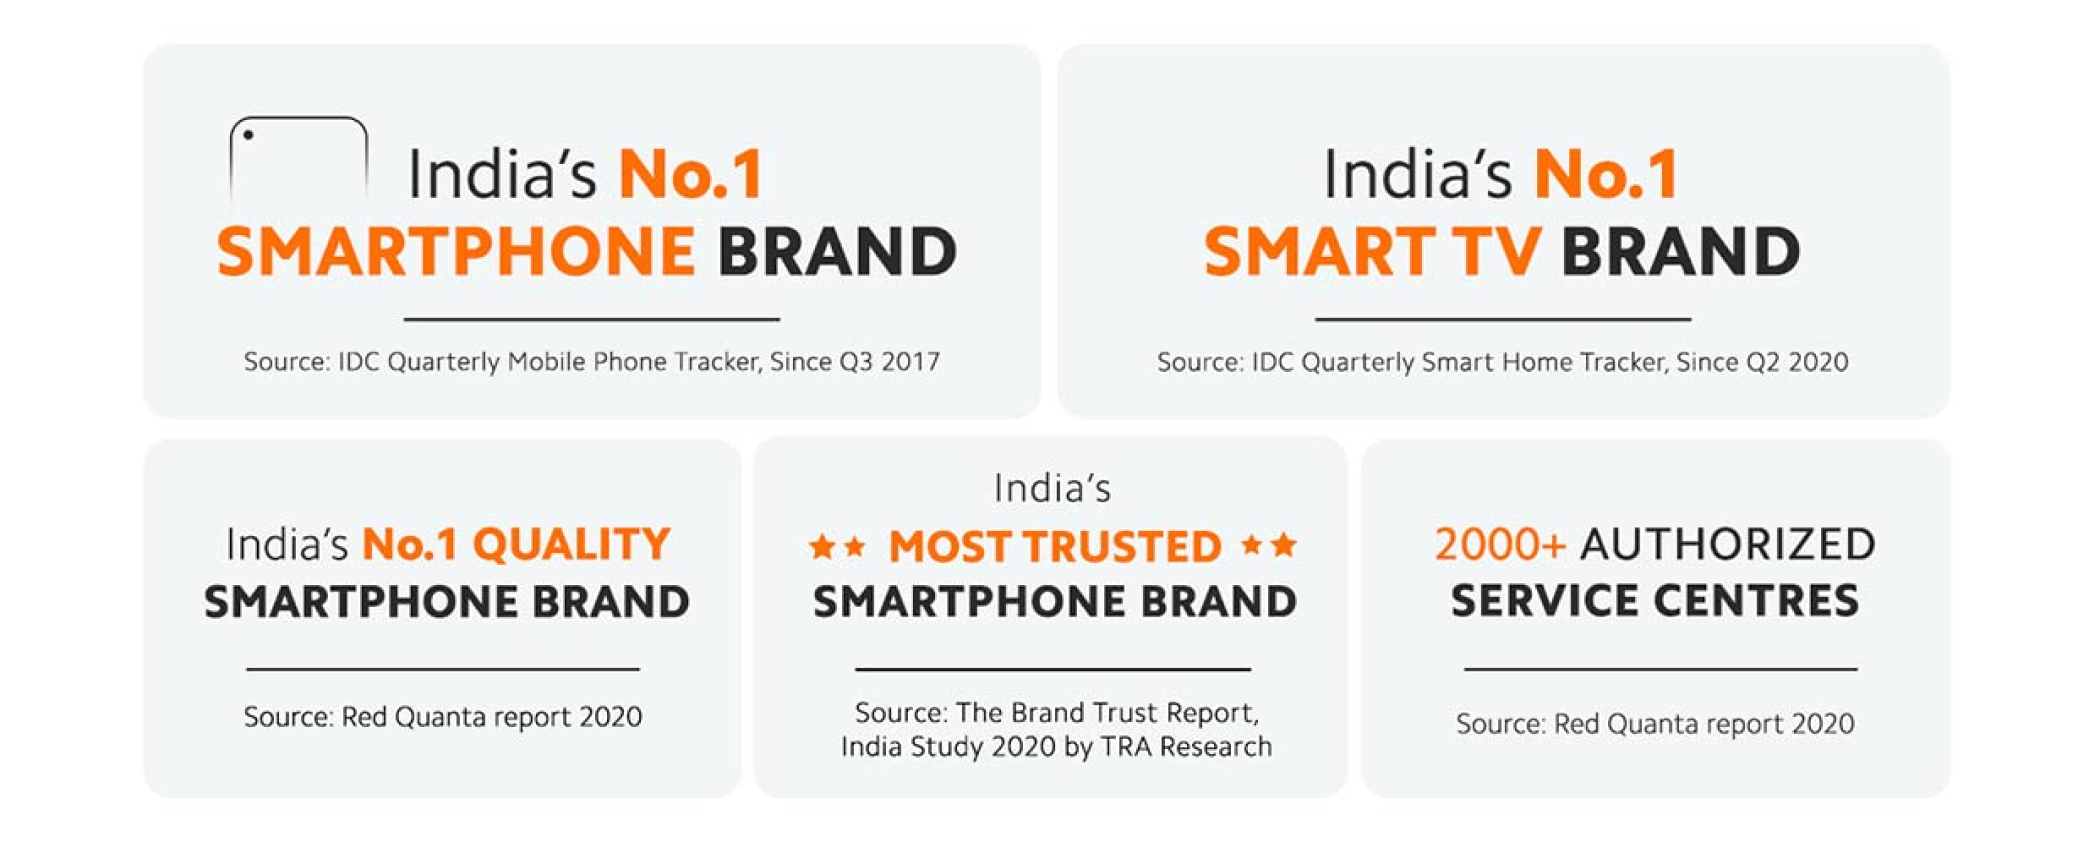 India's No.1
SMARTPHONE BRAND
Source: IDC Quarterly Mobile Phone Tracker, Since Q3 2017
India's No.1
SMART TV BRAND
Source: IDC Quarterly Smart Home Tracker, Since Q2 2020
India's No.1 QUALITY
SMARTPHONE BRAND
Source: Red Quanta report 2020
India's
MOST TRUSTED
SMARTPHONE BRAND
Source: The Brand Trust Report,
India Study 2020 by TRA Research
2000+ AUTHORIZED
SERVICE CENTRES
Source: Red Quanta report 2020